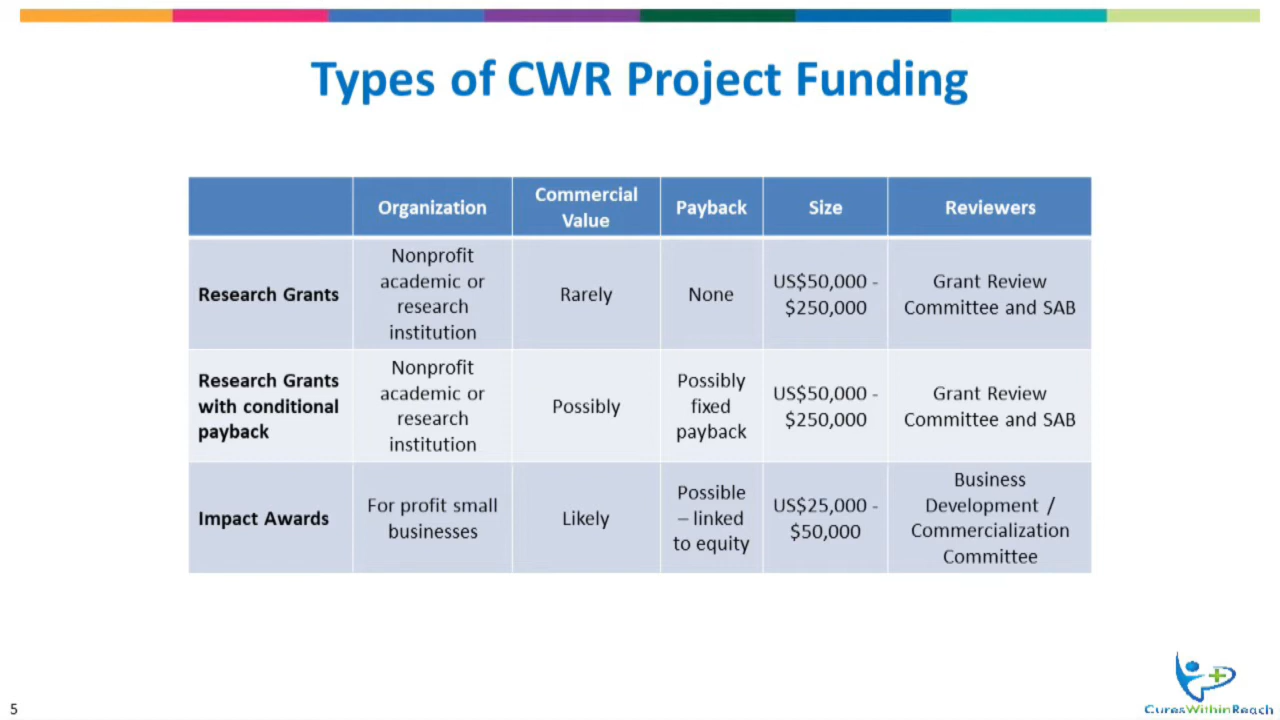 Types of CWR Project Funding
Organization
Commercial
Value
Payback
Size
Reviewers
Research Grants
Nonprofit
academic or
research
institution
Rarely
None
US$50,000 -
$250,000
Grant Review
Committee and SAB
Research Grants
with conditional
payback
Nonprofit
academic or
research
institution
Possibly
Possibly
fixed
payback
US$50,000 -
$250,000
Grant Review
Committee and SAB
Impact Awards
For profit small
businesses
Likely
Possible
– linked
to equity
US$25,000 -
$50,000
Business
Development /
Commercialization
Committee
5
CuresWithinReach